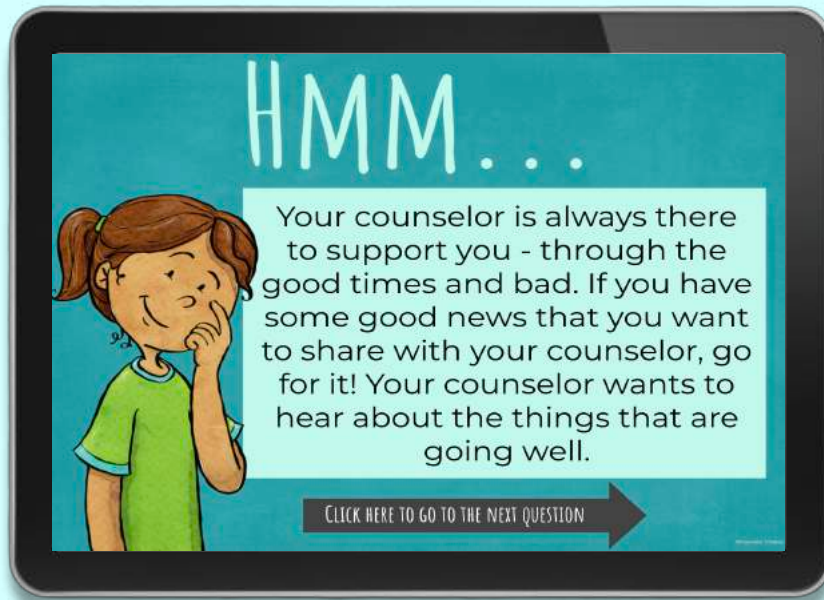 HMM...
Your counselor is always there
to support you - through the
good times and bad. If you have
some good news that you want
to share with your counselor, go
for it! Your counselor wants to
hear about the things that are
going well.
CLICK HERE TO GO TO THE NEXT QUESTION